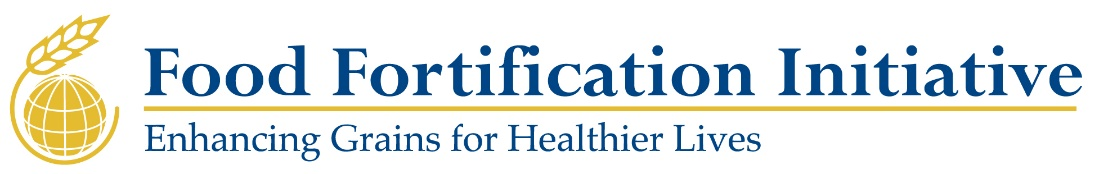 Food Fortification Initiative
Enhancing Grains for Healthier Lives